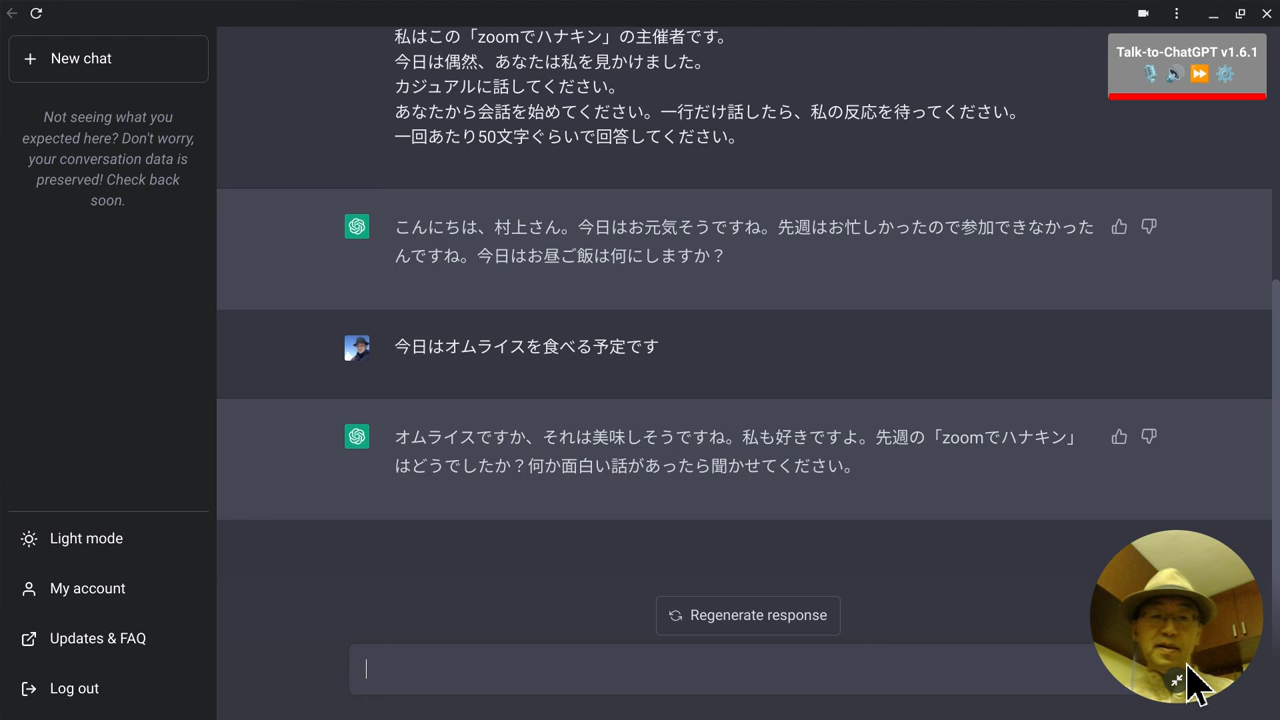 New chat
Not seeing what you
expected here? Don't worry,
your conversation data is
preserved! Check back
soon.
Light mode
My account
Updates & FAQ
Log out
私はこの「zoomでハナキン」の主催者です。
今日は偶然、あなたは私を見かけました。
カジュアルに話してください。
あなたから会話を始めてください。一行だけ話したら、私の反応を待ってください。
一回あたり50文字ぐらいで回答してください。
こんにちは、村上さん。今日はお元気そうですね。先週はお忙しかったので参加できなかった
んですね。今日はお昼ご飯は何にしますか？
今日はオムライスを食べる予定です
オムライスですか、それは美味しそうですね。私も好きですよ。先週の「zoomでハナキン」
はどうでしたか？何か面白い話があったら聞かせてください。
Regenerate response
Talk-to-ChatGPT v1.6.1